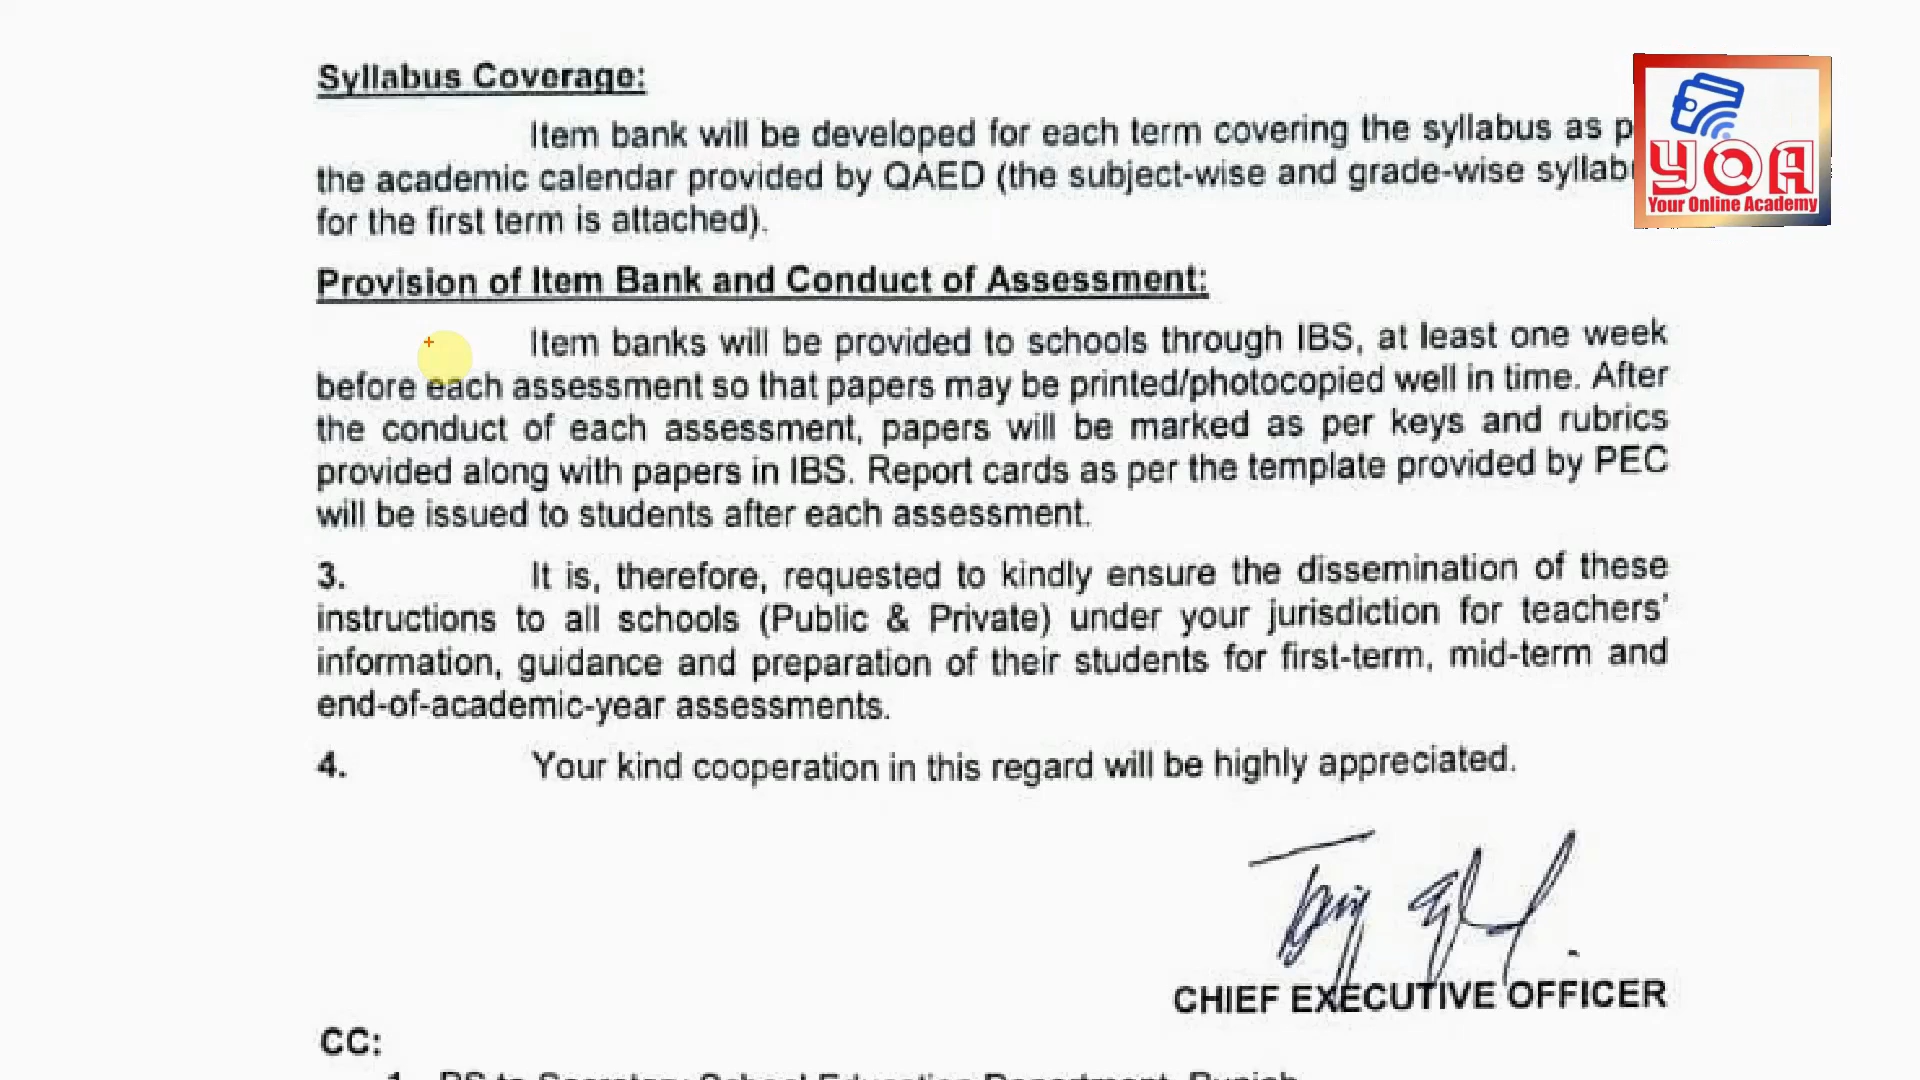 Syllabus Coverage:
Item bank will be developed for each term covering the syllabus as p
the academic calendar provided by QAED (the subject-wise and grade-wise syllab
for the first term is attached).
YOA
Your Online Academy
Provision of Item Bank and Conduct of Assessment:
Item banks will be provided to schools through IBS, at least one week
before each assessment so that papers may be printed/photocopied well in time. After
the conduct of each assessment, papers will be marked as per keys and rubrics
provided along with papers in IBS. Report cards as per the template provided by PEC
will be issued to students after each assessment.
3. It is, therefore, requested to kindly ensure the dissemination of these
instructions to all schools (Public & Private) under your jurisdiction for teachers'
information, guidance and preparation of their students for first-term, mid-term and
end-of-academic-year assessments.
4. Your kind cooperation in this regard will be highly appreciated.
CHIEF EXECUTIVE OFFICER
CC:
1. PS to Secretary School Education Department, Punjab